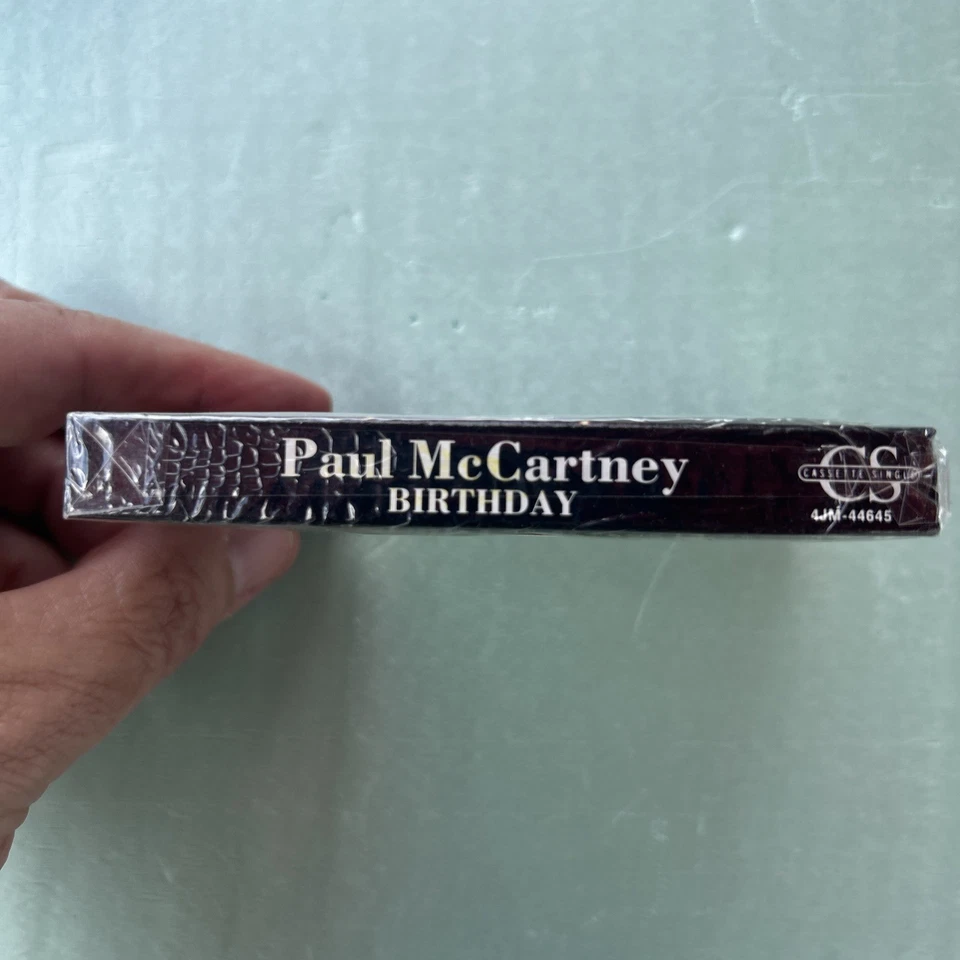 Paul McCartney
BIRTHDAY
CS
CASSETTE SINGLE
4JM-44645